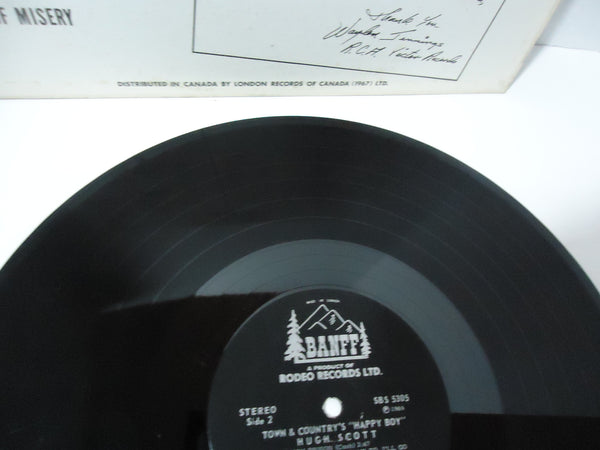 OF MISERY
Thank You
Waylon Jennings
R.C.A. Victor Records
DISTRIBUTED IN CANADA BY LONDON RECORDS OF CANADA (1967) LTD.
BANFF
A PRODUCT OF
RODEO RECORDS LTD.
STEREO
Side 2
SBS 5305
TOWN & COUNTRY'S "HAPPY BOY"
HUGH SCOTT